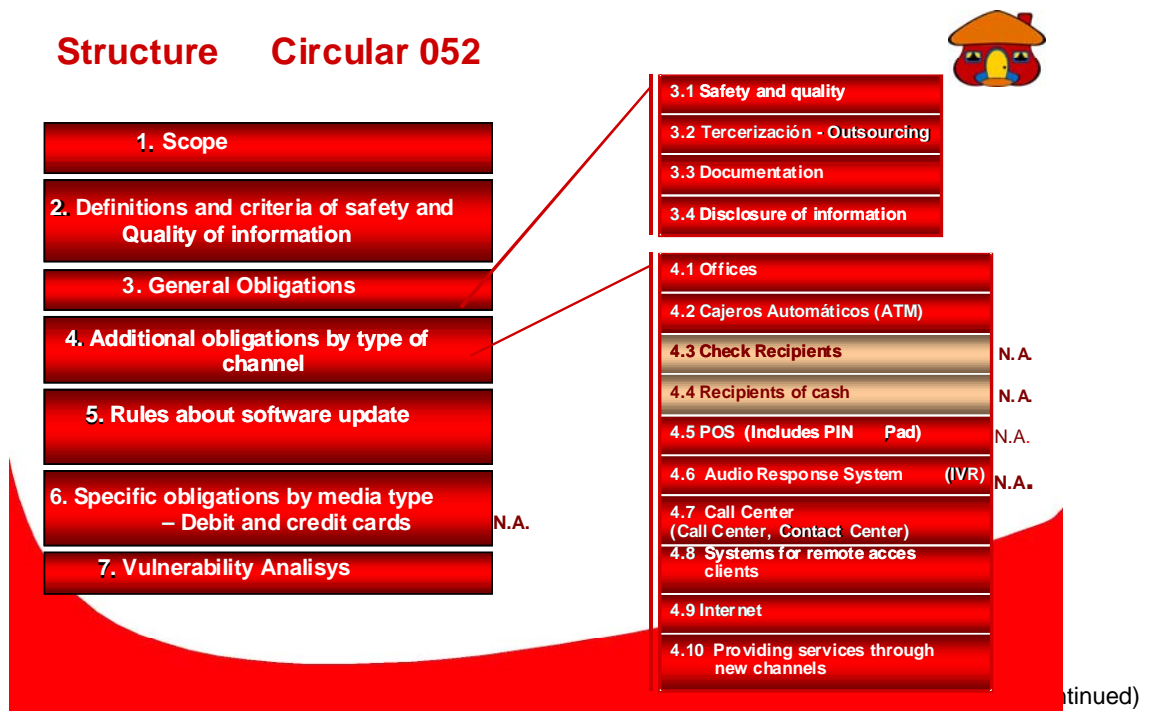 Structure Circular 052
1. Scope
2. Definitions and criteria of safety and
Quality of information
3. General Obligations
4. Additional obligations by type of
channel
5. Rules about software update
6. Specific obligations by media type
– Debit and credit cards
N.A.
7. Vulnerability Analisys
3.1 Safety and quality
3.2 Tercerización - Outsourcing
3.3 Documentation
3.4 Disclosure of information
4.1 Offices
4.2 Cajeros Automáticos (ATM)
4.3 Check Recipients
N.A.
4.4 Recipients of cash
N.A.
4.5 POS (Includes PIN Pad)
N.A.
4.6 Audio Response System (IVR)
N.A.
4.7 Call Center
(Call Center, Contact Center)
4.8 Systems for remote acces
clients
4.9 Internet
4.10 Providing services through
new channels